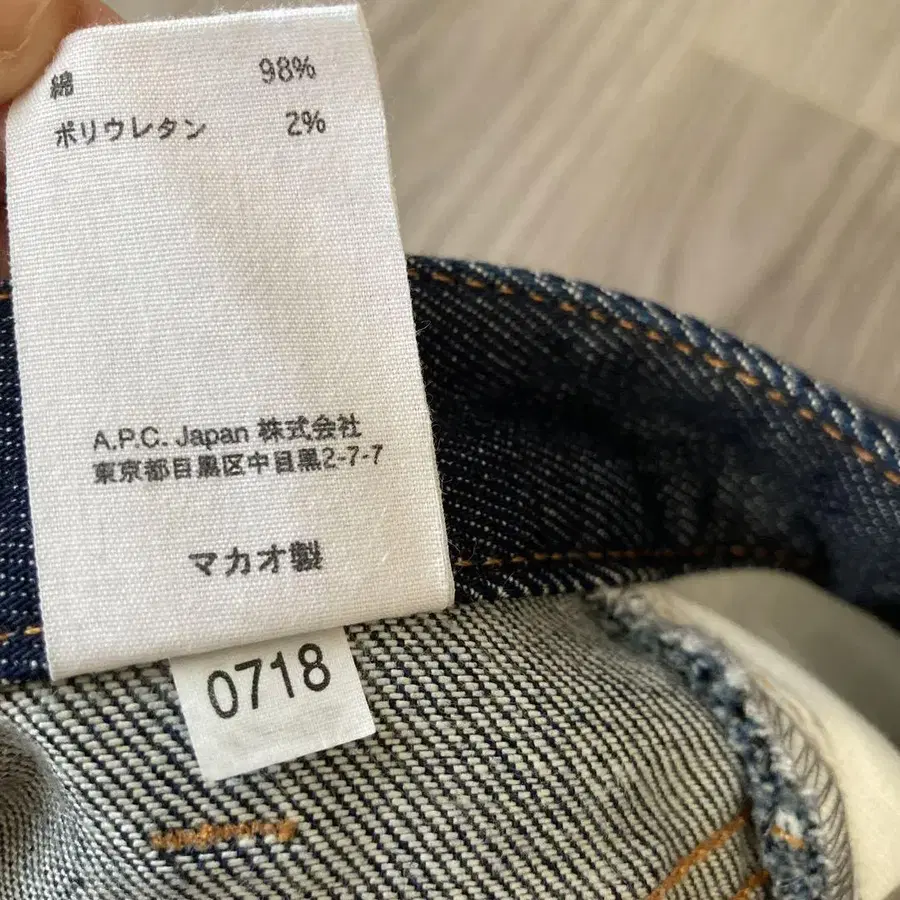 綿 98%
ポリウレタン 2%
A.P.C. Japan 株式会社
東京都目黒区中目黒2-7-7
マカオ製
0718